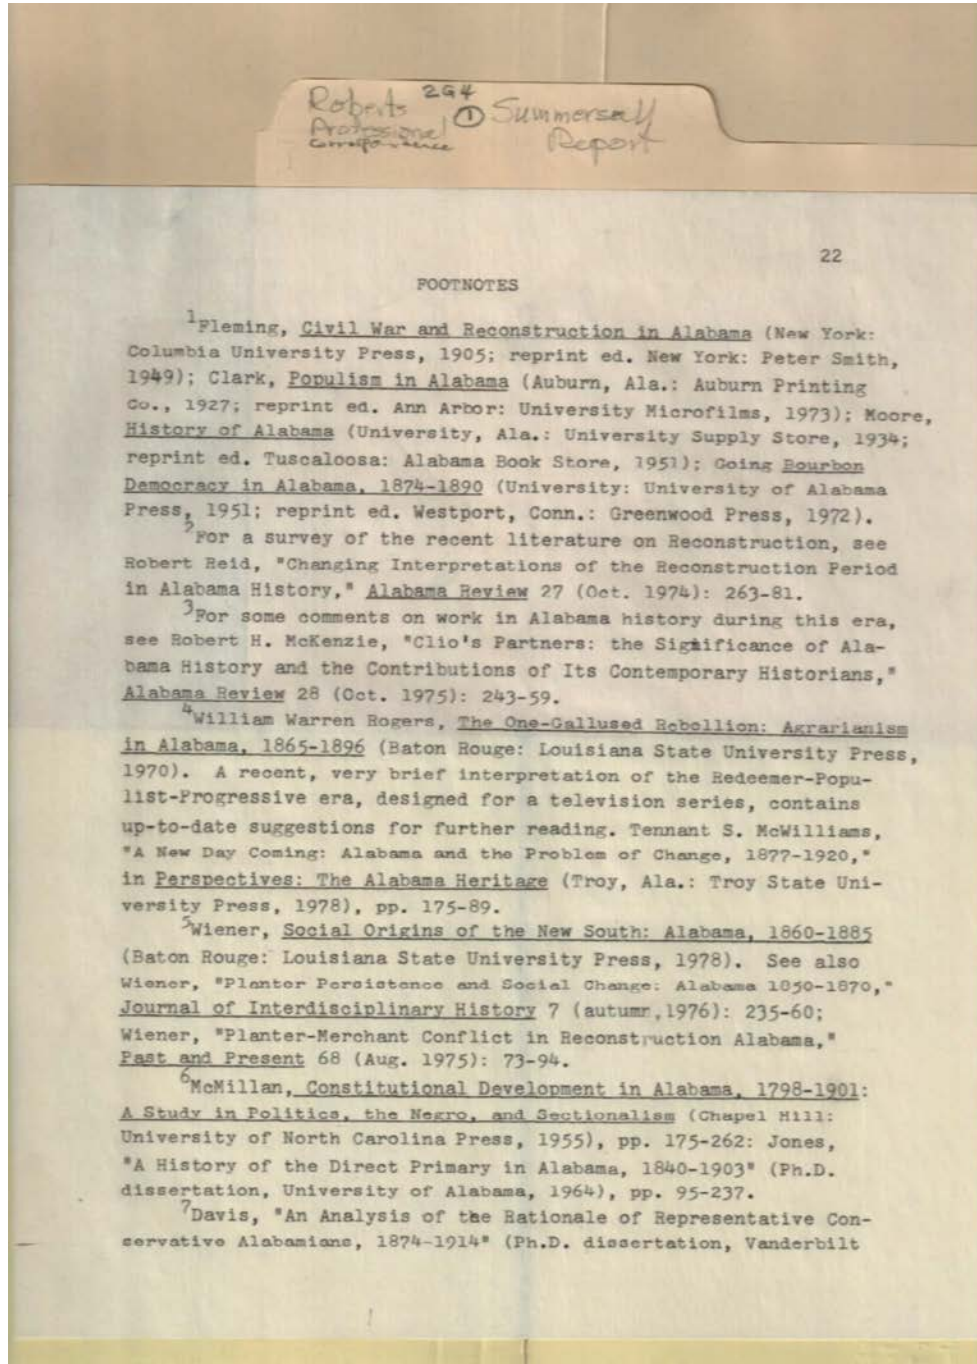 Roberts 2G4 ① Summersell
Professional Report
Correspondence
22
FOOTNOTES
1Fleming, Civil War and Reconstruction in Alabama (New York:
Columbia University Press, 1905; reprint ed. New York: Peter Smith,
1949); Clark, Populism in Alabama (Auburn, Ala.: Auburn Printing
Co., 1927; reprint ed. Ann Arbor: University Microfilms, 1973); Moore,
History of Alabama (University, Ala.: University Supply Store, 1934;
reprint ed. Tuscaloosa: Alabama Book Store, 1951); Going Bourbon
Democracy in Alabama, 1874-1890 (University: University of Alabama
Press, 1951; reprint ed. Westport, Conn.: Greenwood Press, 1972).
2For a survey of the recent literature on Reconstruction, see
Robert Reid, "Changing Interpretations of the Reconstruction Period
in Alabama History," Alabama Review 27 (Oct. 1974): 263-81.
3For some comments on work in Alabama history during this era,
see Robert H. McKenzie, "Clio's Partners: the Significance of Ala-
bama History and the Contributions of Its Contemporary Historians,"
Alabama Review 28 (Oct. 1975): 243-59.
4William Warren Rogers, The One-Gallused Rebellion: Agrarianism
in Alabama, 1865-1896 (Baton Rouge: Louisiana State University Press,
1970). A recent, very brief interpretation of the Redeemer-Popu-
list-Progressive era, designed for a television series, contains
up-to-date suggestions for further reading. Tennant S. McWilliams,
"A New Day Coming: Alabama and the Problem of Change, 1877-1920,"
in Perspectives: The Alabama Heritage (Troy, Ala.: Troy State Uni-
versity Press, 1978), pp. 175-89.
5Wiener, Social Origins of the New South: Alabama, 1860-1885
(Baton Rouge: Louisiana State University Press, 1978). See also
Wiener, "Planter Persistence and Social Change: Alabama 1850-1870,"
Journal of Interdisciplinary History 7 (autumn,1976): 235-60;
Wiener, "Planter-Merchant Conflict in Reconstruction Alabama,"
Past and Present 68 (Aug. 1975): 73-94.
6McMillan, Constitutional Development in Alabama, 1798-1901:
A Study in Politics, the Negro, and Sectionalism (Chapel Hill:
University of North Carolina Press, 1955), pp. 175-262: Jones,
"A History of the Direct Primary in Alabama, 1840-1903" (Ph.D.
dissertation, University of Alabama, 1964), pp. 95-237.
7Davis, "An Analysis of the Rationale of Representative Con-
servative Alabamians, 1874-1914" (Ph.D. dissertation, Vanderbilt